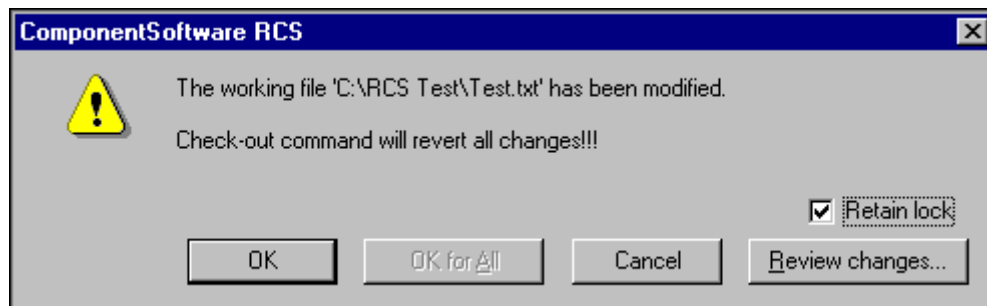 ComponentSoftware RCS
The working file 'C:\RCS Test\Test.txt' has been modified.
Check-out command will revert all changes!!!
Retain lock
OK
OK for All
Cancel
Review changes...